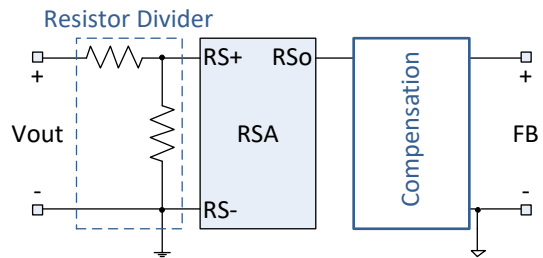 Resistor Divider
RS+
RSo
+
+
Vout
RSA
Compensation
FB
-
RS-
-